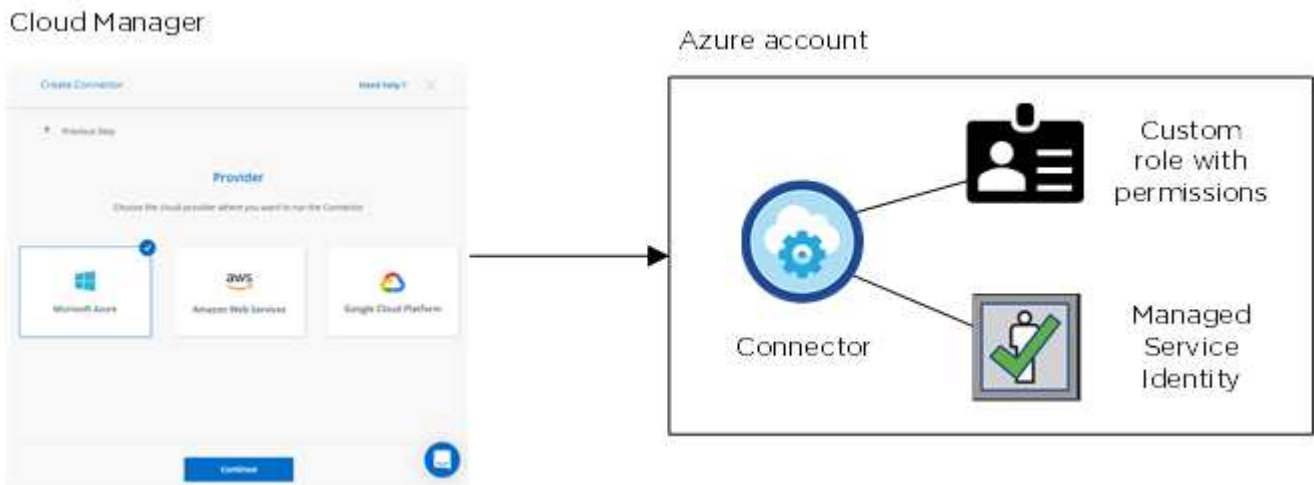 Cloud Manager
Create Connector
Need help?
Previous Step
Provider
Choose the cloud provider where you want to run the Connector
Microsoft Azure
aws
Amazon Web Services
Google Cloud Platform
Continue
Azure account
Custom
role with
permissions
Connector
Managed
Service
Identity